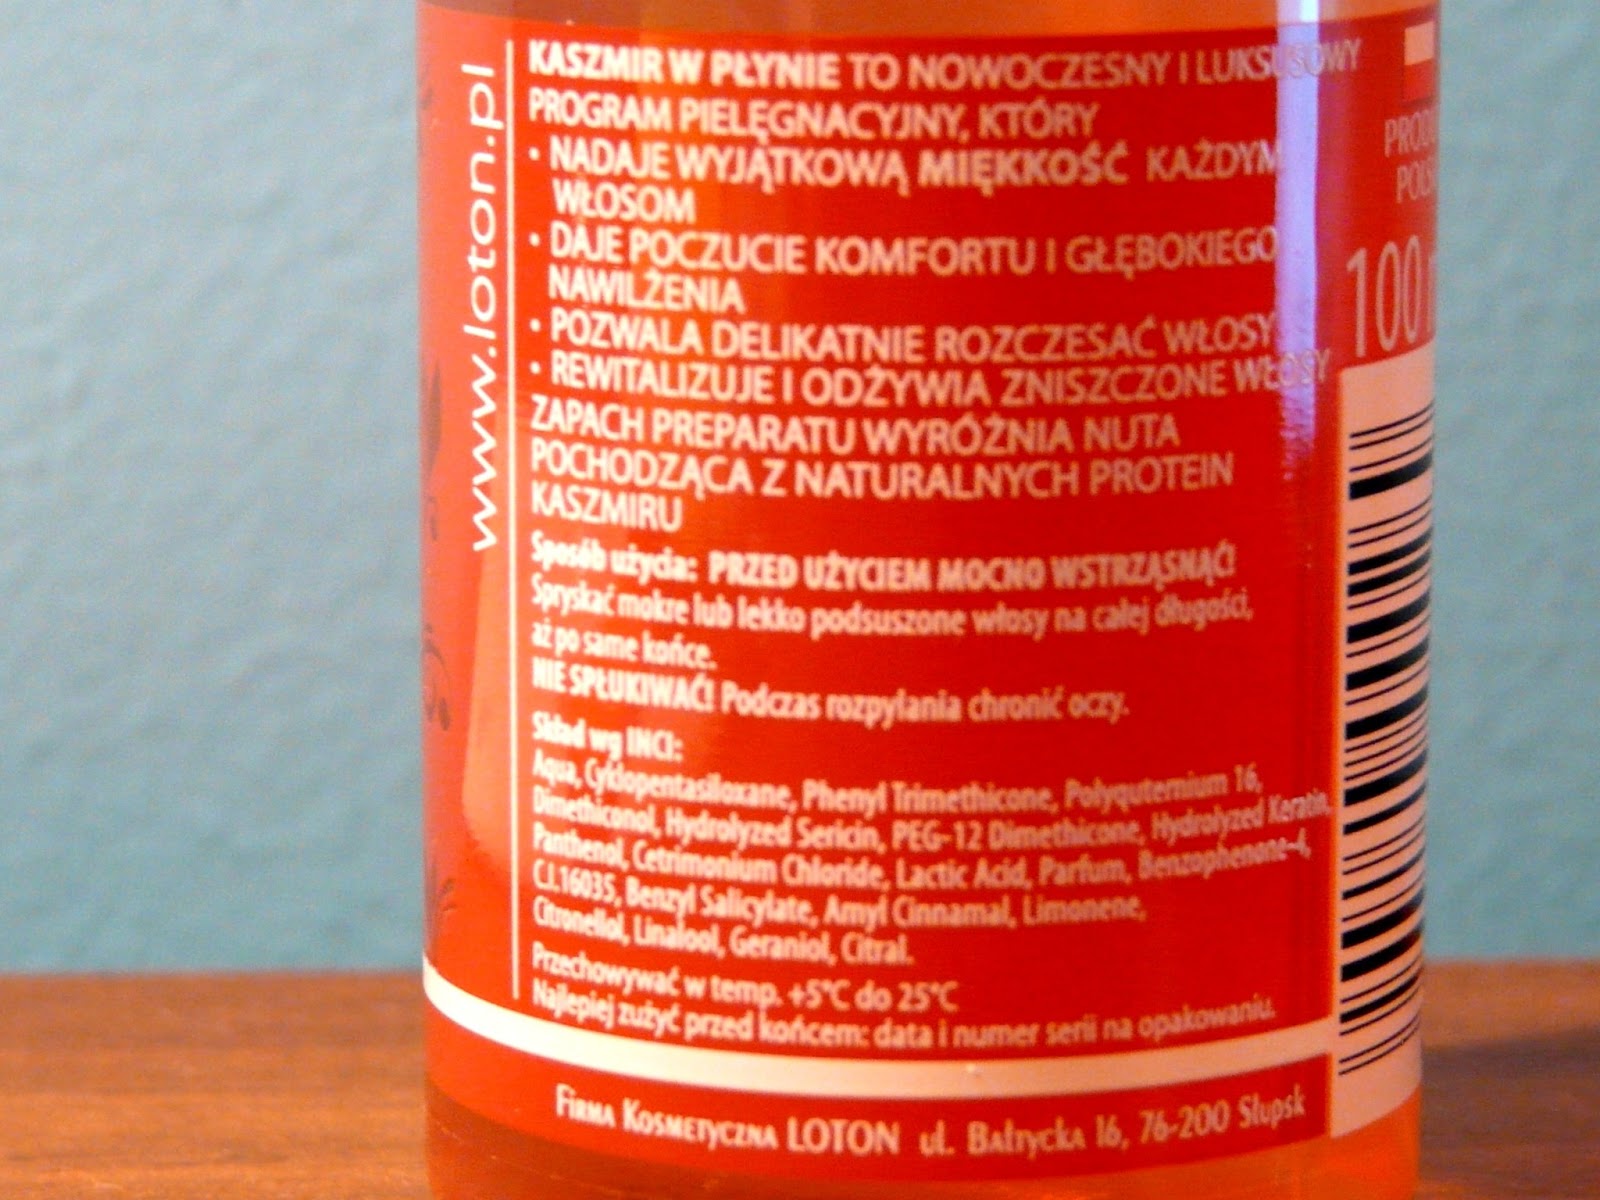 www.loton.pl
KASZMIR W PŁYNIE TO NOWOCZESNY I LUKSUSOWY
PROGRAM PIELĘGNACYJNY, KTÓRY
• NADAJE WYJĄTKOWĄ MIĘKKOŚĆ KAŻDYM
WŁOSOM
• DAJE POCZUCIE KOMFORTU I GŁĘBOKIEGO
NAWILŻENIA
• POZWALA DELIKATNIE ROZCZESAĆ WŁOSY
• REWITALIZUJE I ODŻYWIA ZNISZCZONE WŁOSY
ZAPACH PREPARATU WYRÓŻNIA NUTA
POCHODZĄCA Z NATURALNYCH PROTEIN
KASZMIRU
Sposób użycia: PRZED UŻYCIEM MOCNO WSTRZĄSNĄĆ!
Spryskać mokre lub lekko podsuszone włosy na całej długości,
aż po same końce.
NIE SPŁUKIWAĆ! Podczas rozpylania chronić oczy.
Skład wg INCI:
Aqua, Cyklopentasiloxane, Phenyl Trimethicone, Polyquternium 16,
Dimethiconol, Hydrolyzed Sericin, PEG-12 Dimethicone, Hydrolyzed Keratin,
Panthenol, Cetrimonium Chloride, Lactic Acid, Parfum, Benzophenone-4,
C.I.16035, Benzyl Salicylate, Amyl Cinnamal, Limonene,
Citronellol, Linalool, Geraniol, Citral.
Przechowywać w temp. +5°C do 25°C
Najlepiej zużyć przed końcem: data i numer serii na opakowaniu.
Firma Kosmetyczna LOTON ul. Bałtycka 16, 76-200 Słupsk
100